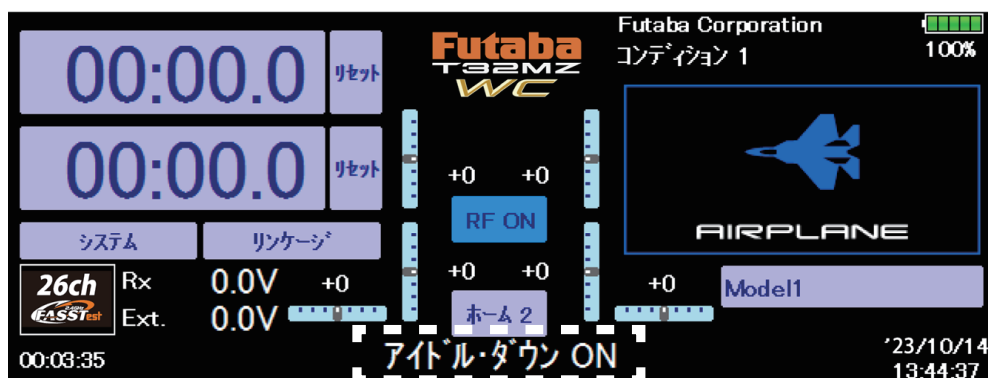 00:00.0 リセット
00:00.0 リセット
システム リンケージ
26ch
FASSTest
Rx 0.0V
Ext. 0.0V
00:03:35
Futaba
T32MZ
WC
+0 +0
RF ON
+0 +0
+0
ホーム 2
+0
アイドル・ダウン ON
Futaba Corporation
コンディション 1
100%
AIRPLANE
Model1
'23/10/14
13:44:37